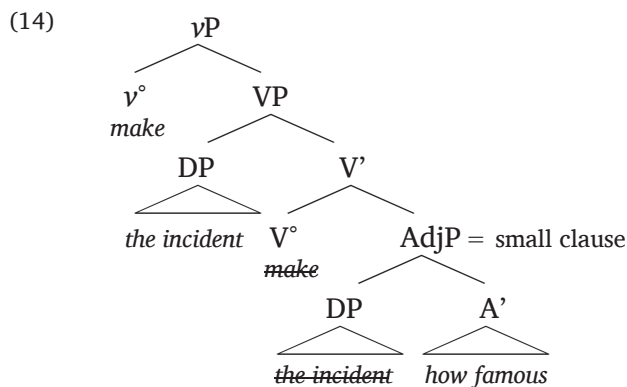 (14)
vP
v° VP
make
DP V'
the incident V° AdjP = small clause
make
DP A'
the incident how famous